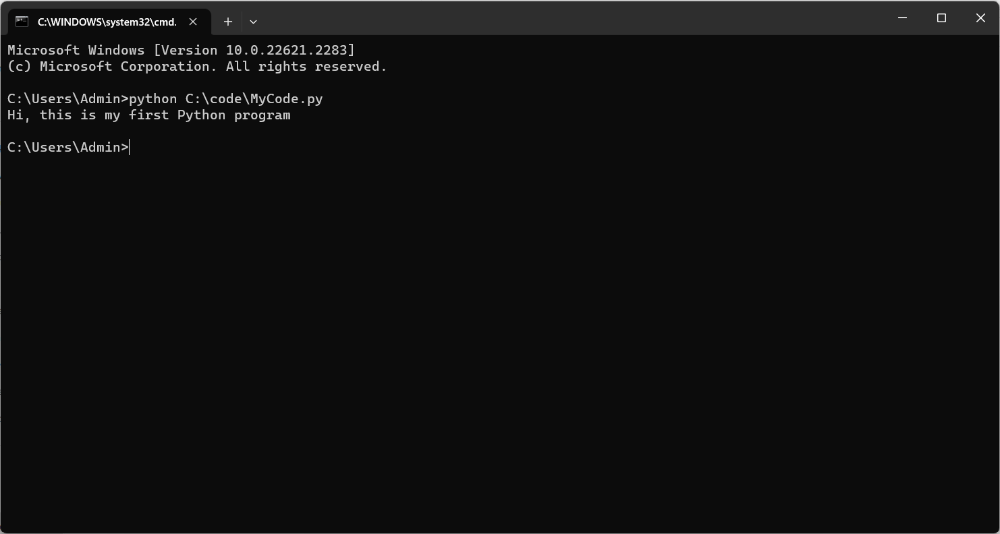 C:\WINDOWS\system32\cmd.
Microsoft Windows [Version 10.0.22621.2283]
(c) Microsoft Corporation. All rights reserved.
C:\Users\Admin>python C:\code\MyCode.py
Hi, this is my first Python program
C:\Users\Admin>